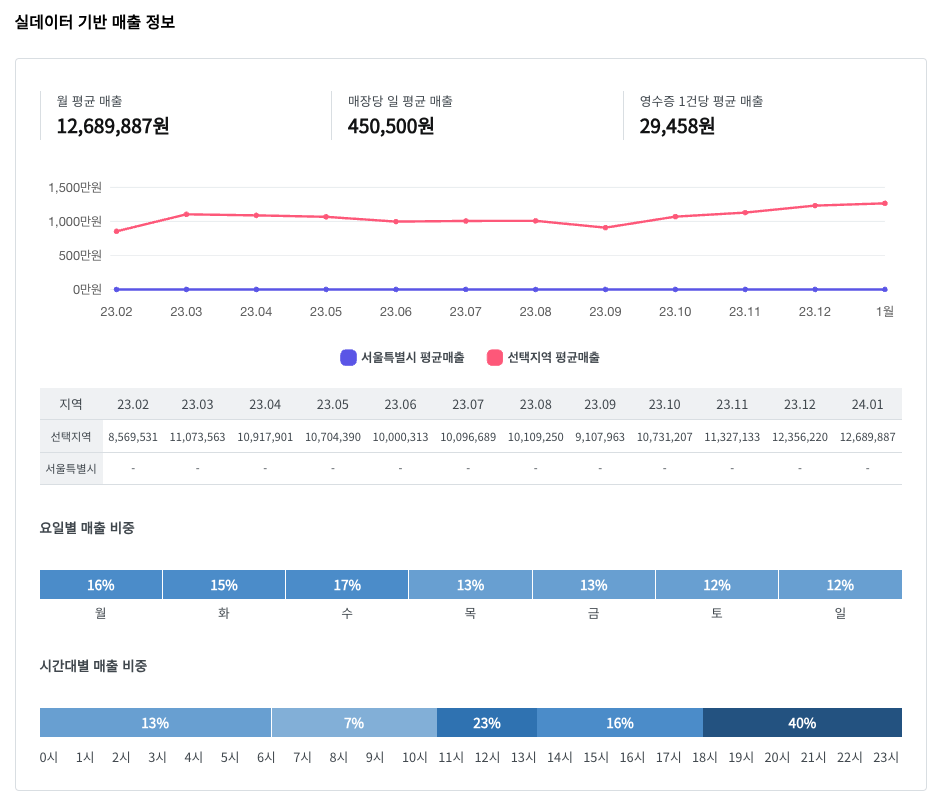 실데이터 기반 매출 정보
월 평균 매출 매장당 일 평균 매출 영수증 1건당 평균 매출
12,689,887원 450,500원 29,458원
1,500만원
1,000만원
500만원
0만원
23.02 23.03 23.04 23.05 23.06 23.07 23.08 23.09 23.10 23.11 23.12 1월
서울특별시 평균매출 선택지역 평균매출
지역 23.02 23.03 23.04 23.05 23.06 23.07 23.08 23.09 23.10 23.11 23.12 24.01
선택지역 8,569,531 11,073,563 10,917,901 10,704,390 10,000,313 10,096,689 10,109,250 9,107,963 10,731,207 11,327,133 12,356,220 12,689,887
서울특별시 - - - - - - - - - - - -
요일별 매출 비중
16% 15% 17% 13% 13% 12% 12%
월 화 수 목 금 토 일
시간대별 매출 비중
13% 7% 23% 16% 40%
0시 1시 2시 3시 4시 5시 6시 7시 8시 9시 10시 11시 12시 13시 14시 15시 16시 17시 18시 19시 20시 21시 22시 23시